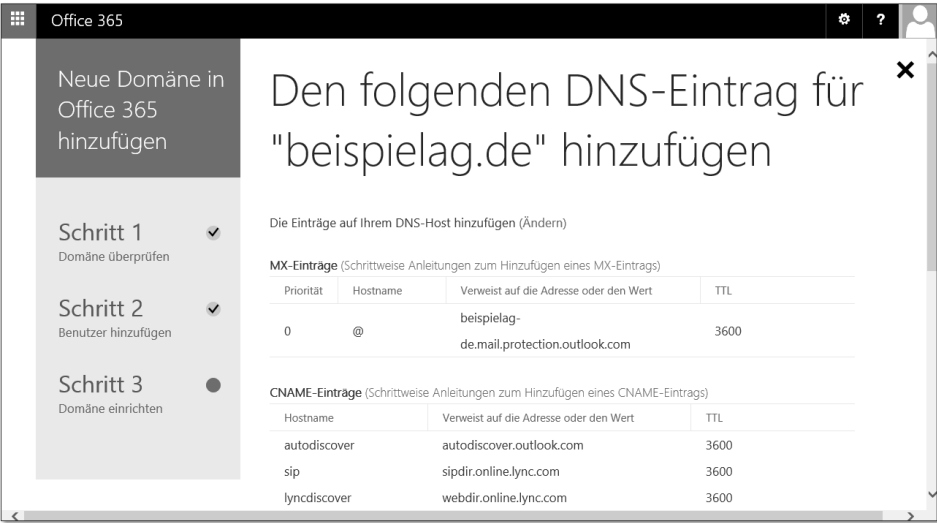 Office 365
?
Neue Domäne in
Office 365
hinzufügen
Schritt 1
Domäne überprüfen
Schritt 2
Benutzer hinzufügen
Schritt 3
Domäne einrichten
Den folgenden DNS-Eintrag für
"beispielag.de" hinzufügen
Die Einträge auf Ihrem DNS-Host hinzufügen (Ändern)
MX-Einträge (Schrittweise Anleitungen zum Hinzufügen eines MX-Eintrags)
Priorität Hostname Verweist auf die Adresse oder den Wert TTL
0 @ beispielag-
de.mail.protection.outlook.com 3600
CNAME-Einträge (Schrittweise Anleitungen zum Hinzufügen eines CNAME-Eintrags)
Hostname Verweist auf die Adresse oder den Wert TTL
autodiscover autodiscover.outlook.com 3600
sip sipdir.online.lync.com 3600
lyncdiscover webdir.online.lync.com 3600